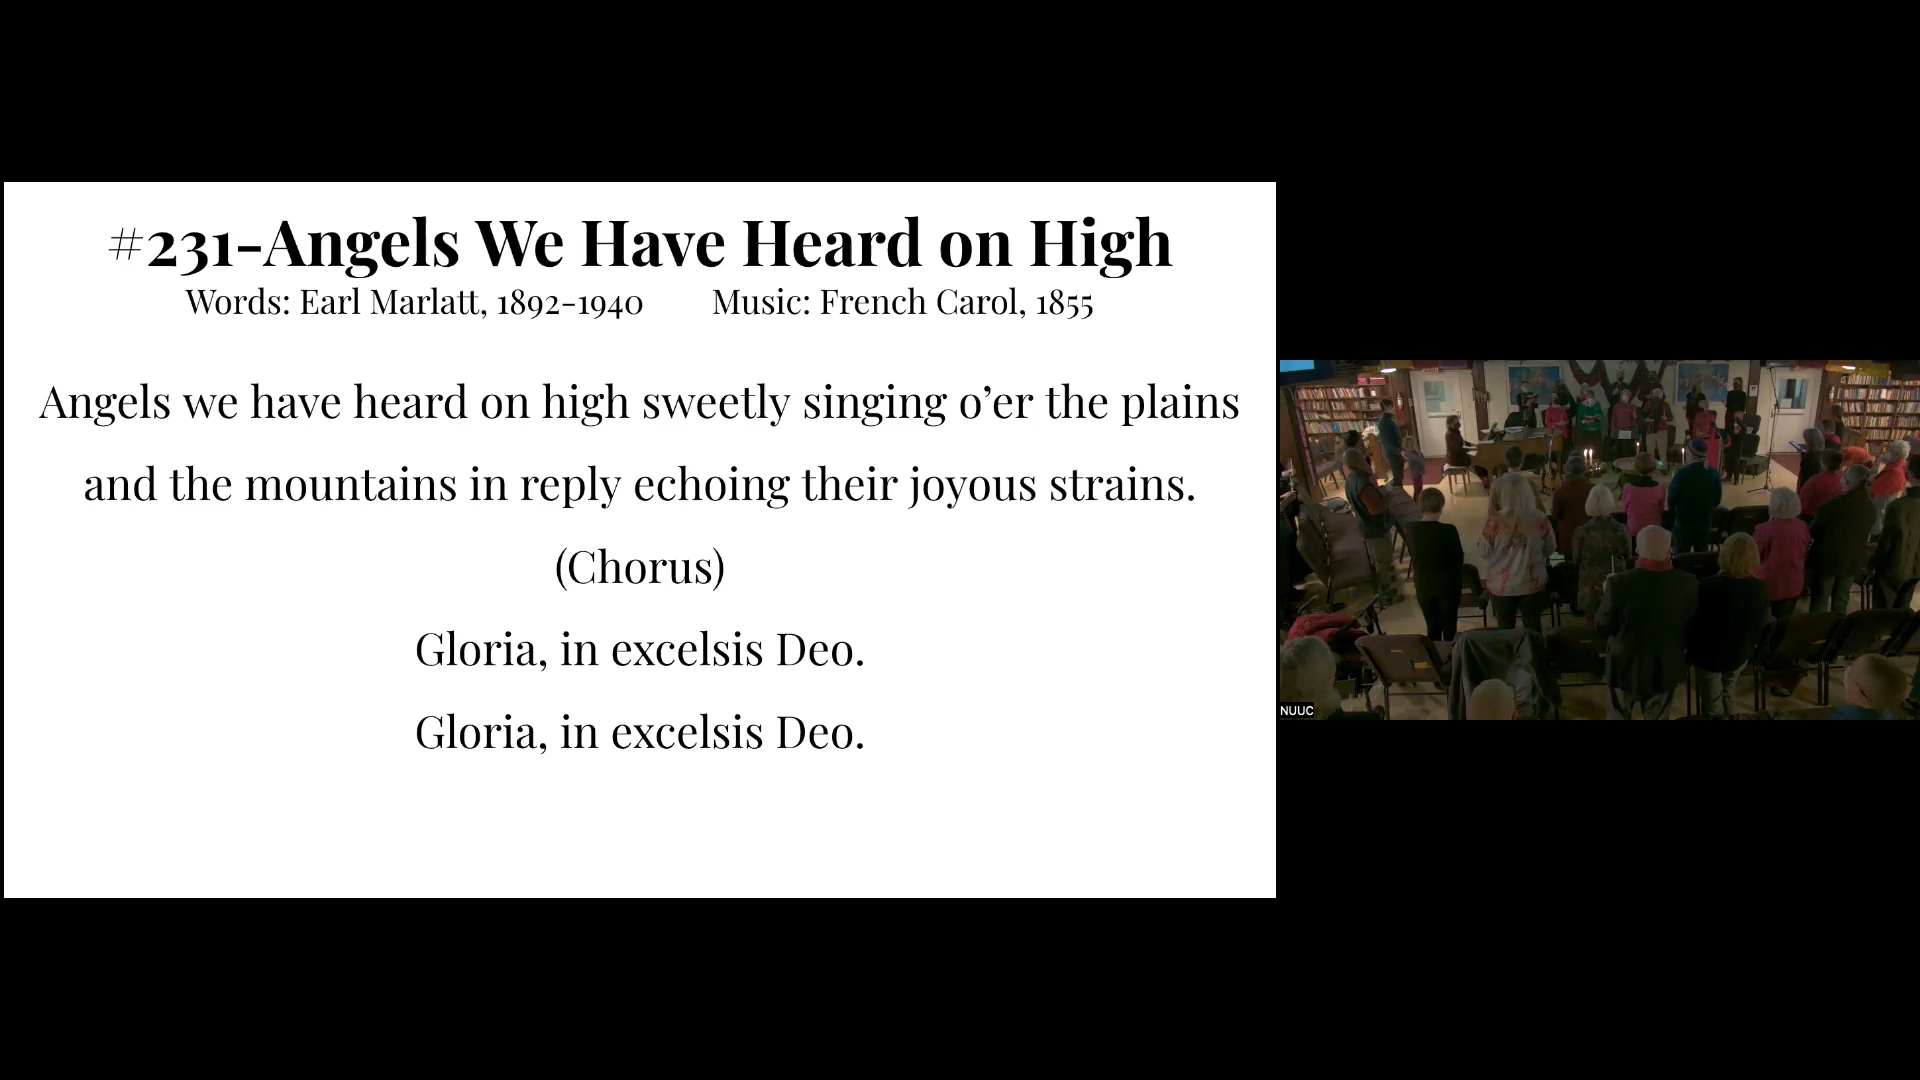 #231-Angels We Have Heard on High
Words: Earl Marlatt, 1892-1940 Music: French Carol, 1855
Angels we have heard on high sweetly singing o’er the plains
and the mountains in reply echoing their joyous strains.
(Chorus)
Gloria, in excelsis Deo.
Gloria, in excelsis Deo.
NUUC